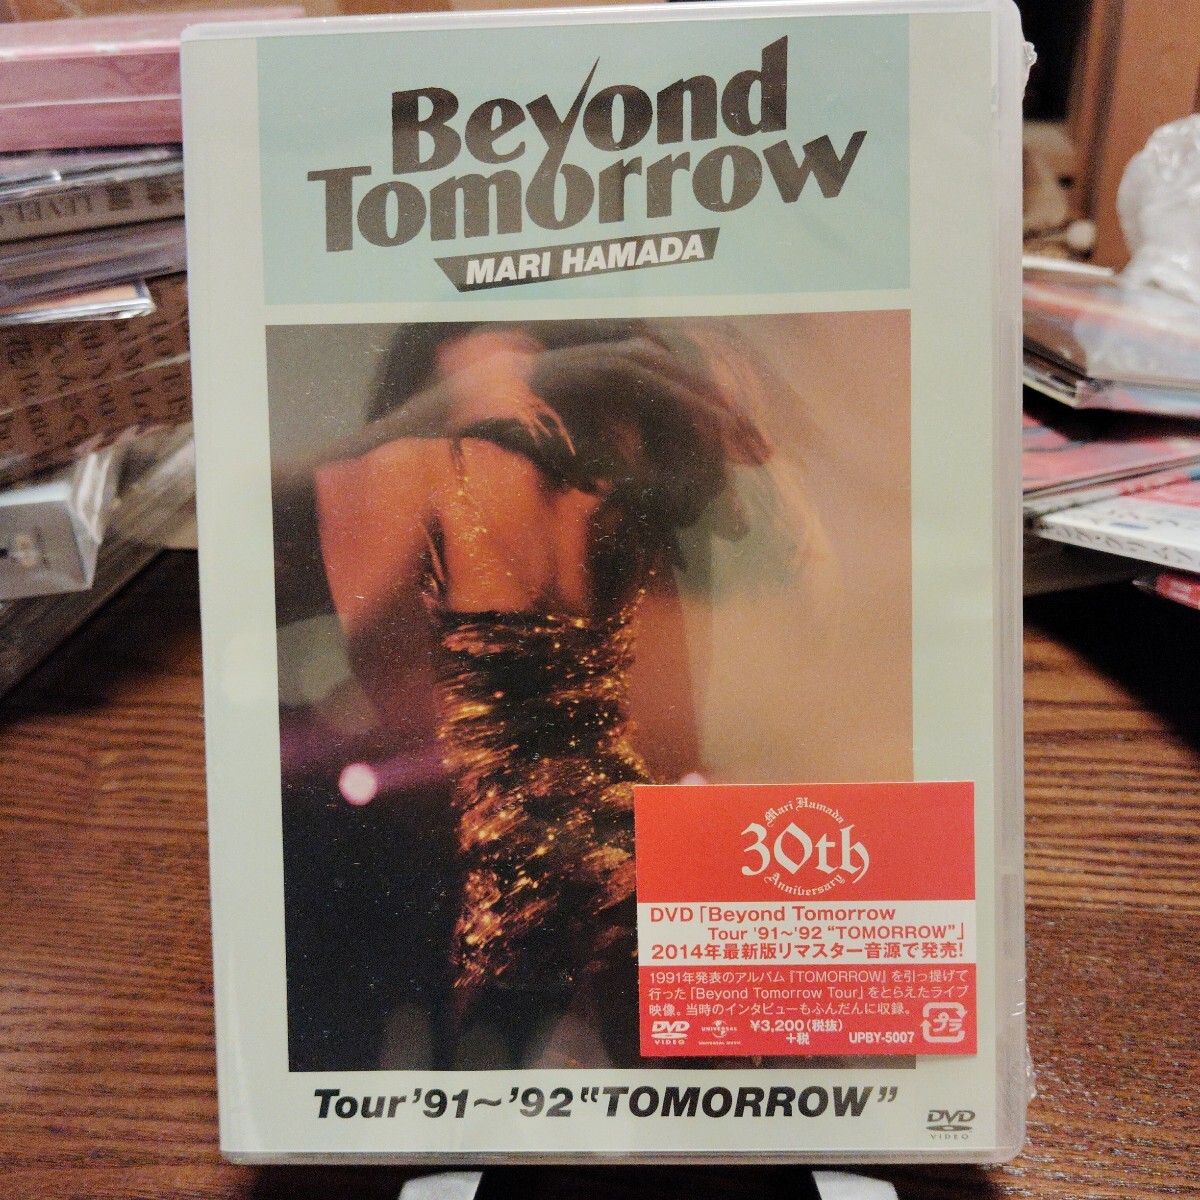 Beyond
Tomorrow
MARI HAMADA
Mari Hamada
30th
Anniversary
DVD「Beyond Tomorrow
Tour '91~'92 “TOMORROW”」
2014年最新版リマスター音源で発売!
1991年発表のアルバム『TOMORROW』を引っ提げて
行った「Beyond Tomorrow Tour」をとらえたライブ
映像。当時のインタビューもふんだんに収録。
DVD VIDEO UNIVERSAL UNIVERSAL MUSIC ¥3,200(税抜)+税 UPBY-5007 プラ
Tour '91~'92 “TOMORROW”
DVD
VIDEO
LEVEL